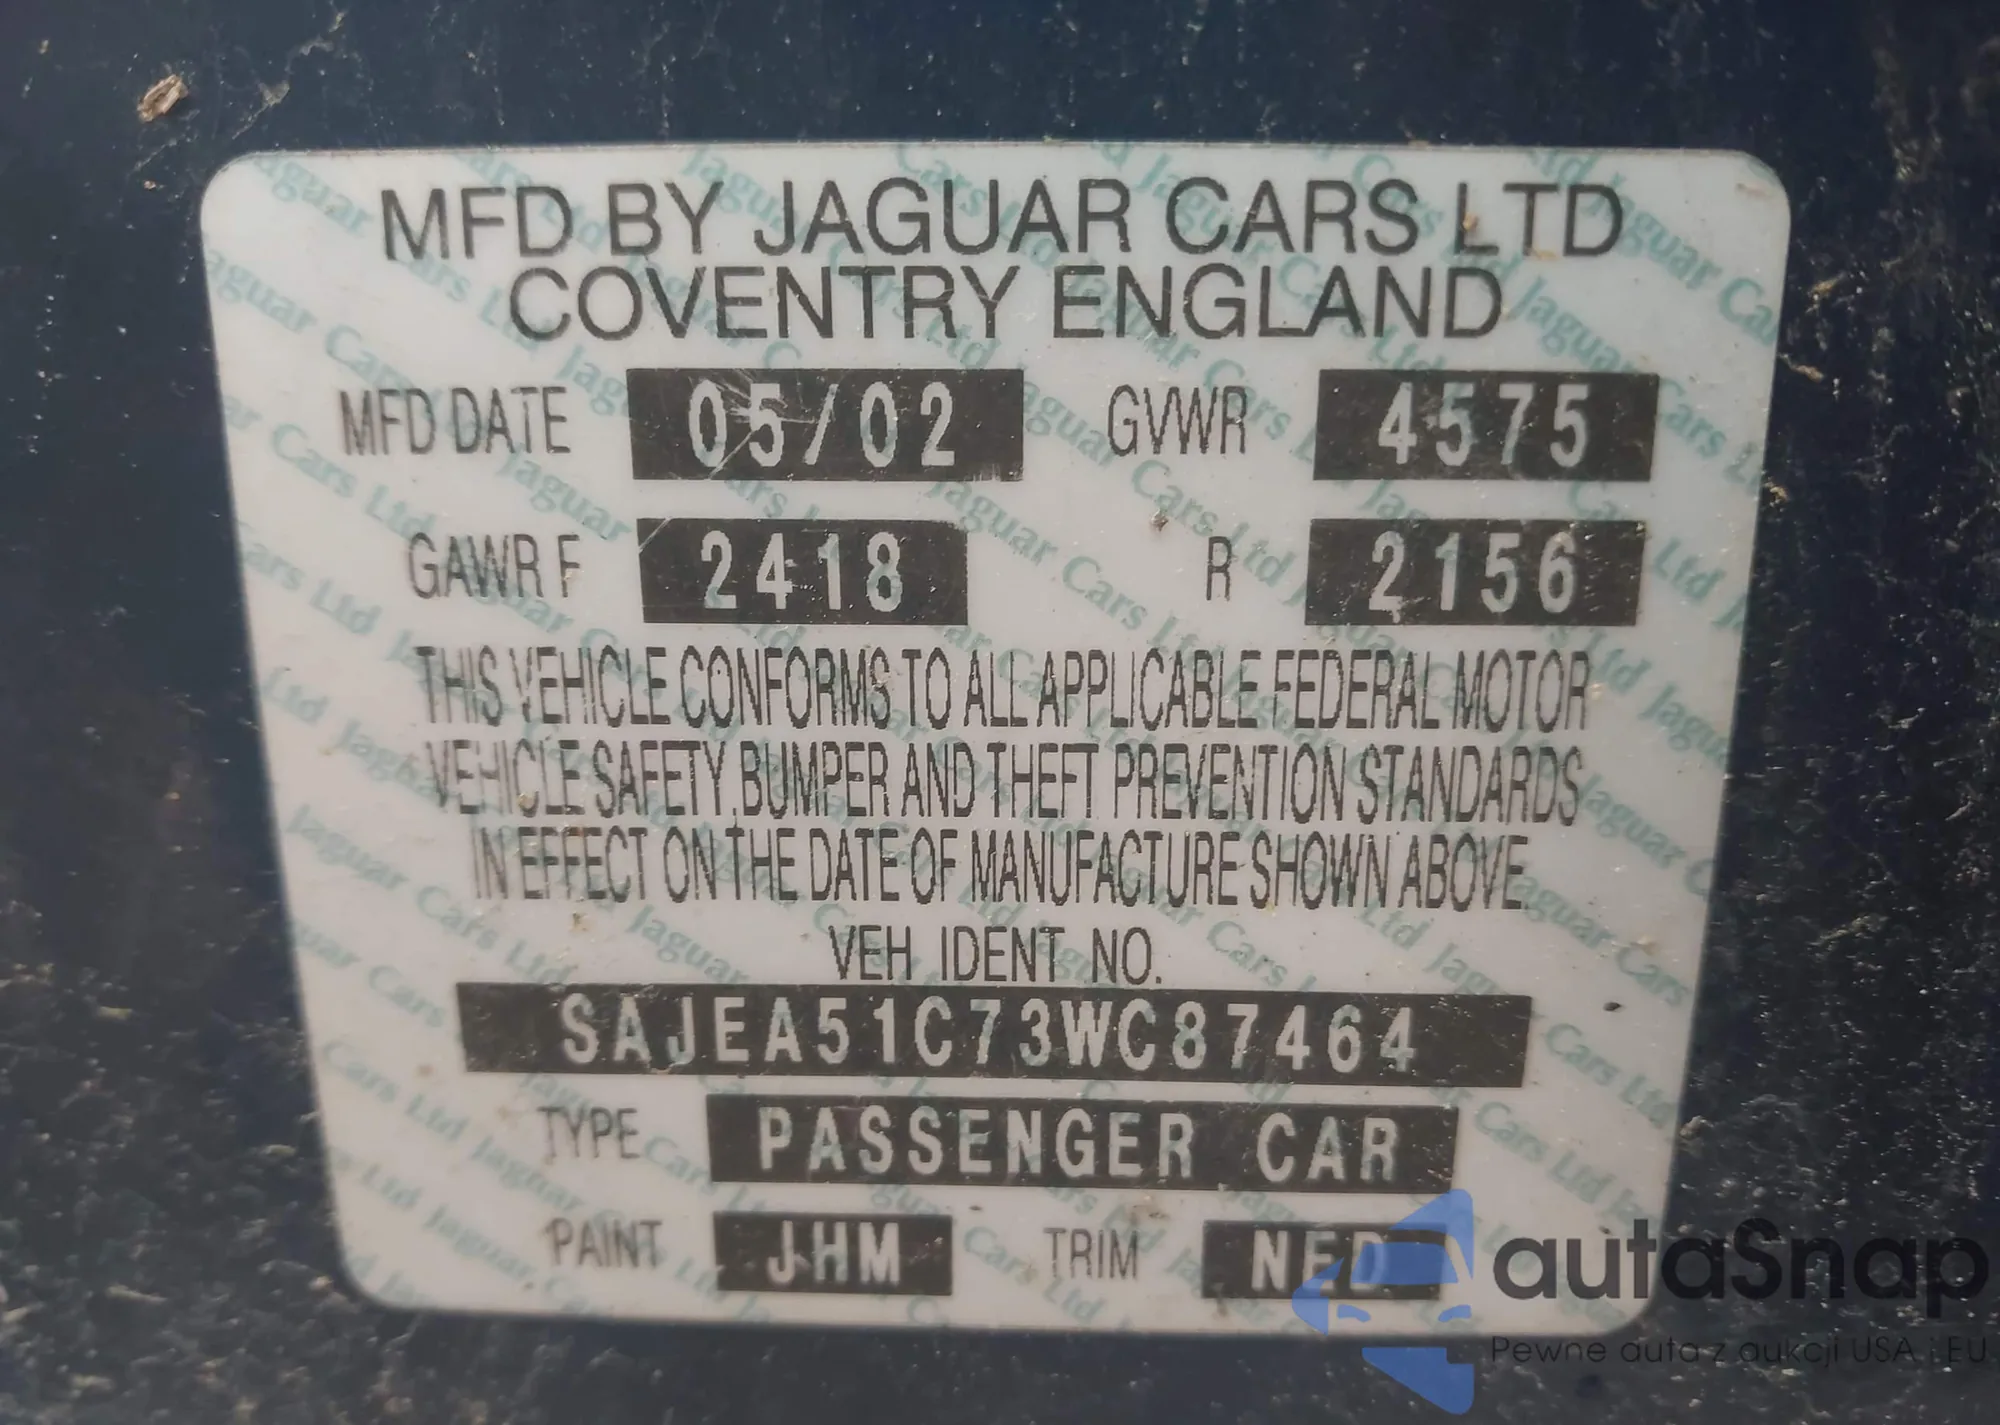 MFD BY JAGUAR CARS LTD
COVENTRY ENGLAND
MFD DATE 05/02 GVWR 4575
GAWR F 2418 R 2156
THIS VEHICLE CONFORMS TO ALL APPLICABLE FEDERAL MOTOR
VEHICLE SAFETY, BUMPER AND THEFT PREVENTION STANDARDS
IN EFFECT ON THE DATE OF MANUFACTURE SHOWN ABOVE.
VEH IDENT NO.
SAJEA51C73WC87464
TYPE PASSENGER CAR
PAINT JHM TRIM NED
autaSnap
Pewne auta z aukcji USA i EU